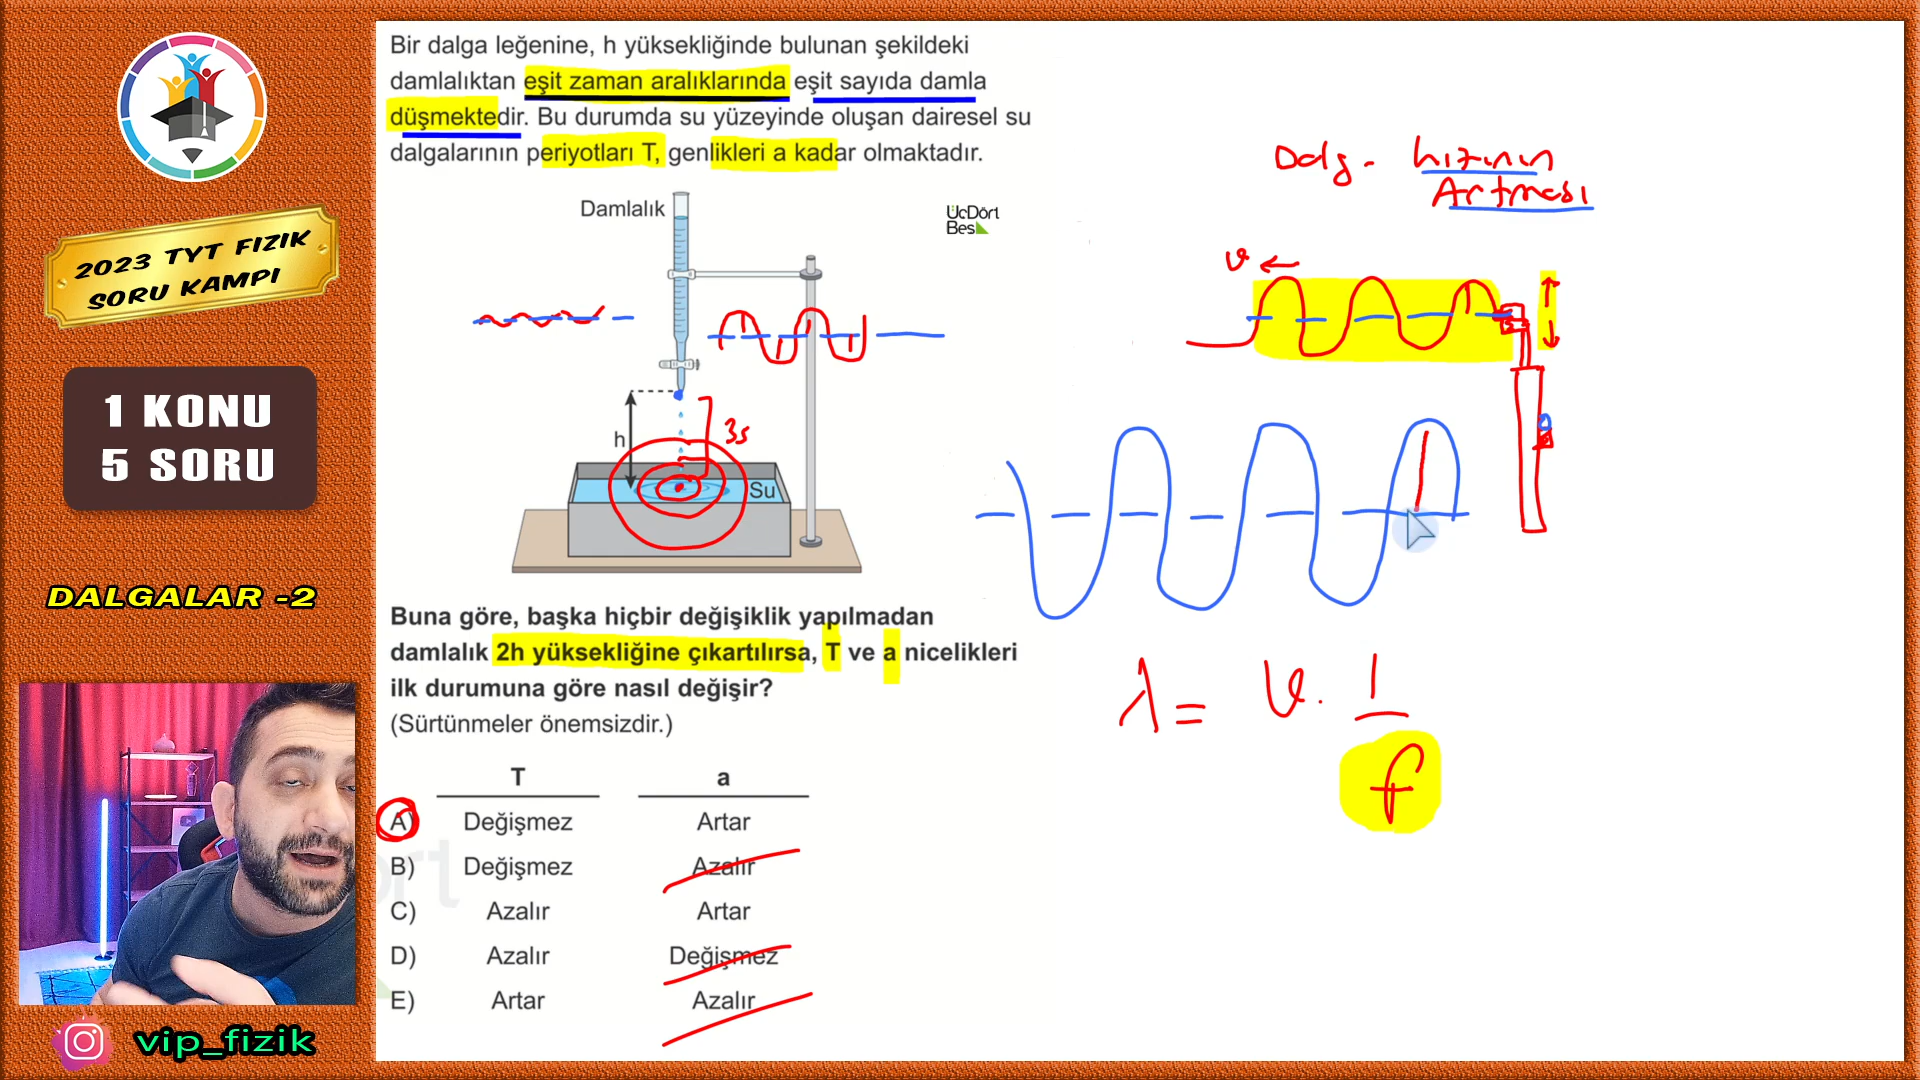 Bir dalga leğenine, h yüksekliğinde bulunan şekildeki
damlalıktan eşit zaman aralıklarında eşit sayıda damla
düşmektedir. Bu durumda su yüzeyinde oluşan dairesel su
dalgalarının periyotları T, genlikleri a kadar olmaktadır.
Damlalık
ÜçDört
Beş
h
Su
3s
Buna göre, başka hiçbir değişiklik yapılmadan
damlalık 2h yüksekliğine çıkartılırsa, T ve a nicelikleri
ilk durumuna göre nasıl değişir?
(Sürtünmeler önemsizdir.)
T a
A) Değişmez Artar
B) Değişmez Azalır
C) Azalır Artar
D) Azalır Değişmez
E) Artar Azalır
Dalg. hızının
Artması
v
λ = v. 1
f
2023 TYT FIZIK
SORU KAMPI
1 KONU
5 SORU
DALGALAR -2
vip_fizik